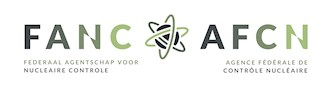 FANC AFCN
FEDERAAL AGENTSCHAP VOOR
NUCLEAIRE CONTROLE
AGENCE FÉDÉRALE DE
CONTRÔLE NUCLÉAIRE